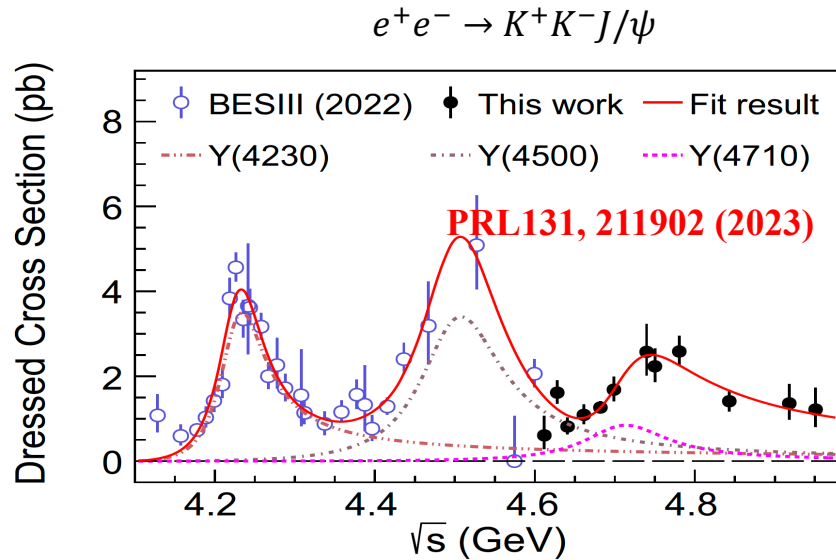 e⁺e⁻ → K⁺K⁻J/ψ
Dressed Cross Section (pb)
BESIII (2022) This work Fit result
Y(4230) Y(4500) Y(4710)
PRL131, 211902 (2023)
8
6
4
2
0
4.2 4.4 4.6 4.8
√s (GeV)